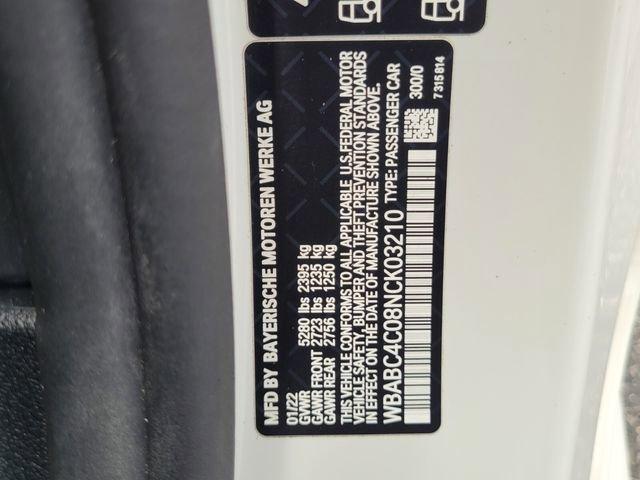 MFD BY BAYERISCHE MOTOREN WERKE AG
01/22
GVWR 5280 lbs 2395 kg
GAWR FRONT 2723 lbs 1235 kg
GAWR REAR 2756 lbs 1250 kg
THIS VEHICLE CONFORMS TO ALL APPLICABLE U.S. FEDERAL MOTOR
VEHICLE SAFETY, BUMPER AND THEFT PREVENTION STANDARDS
IN EFFECT ON THE DATE OF MANUFACTURE SHOWN ABOVE.
WBABC4C08NCK03210 TYPE: PASSENGER CAR
300/0
7 315 814